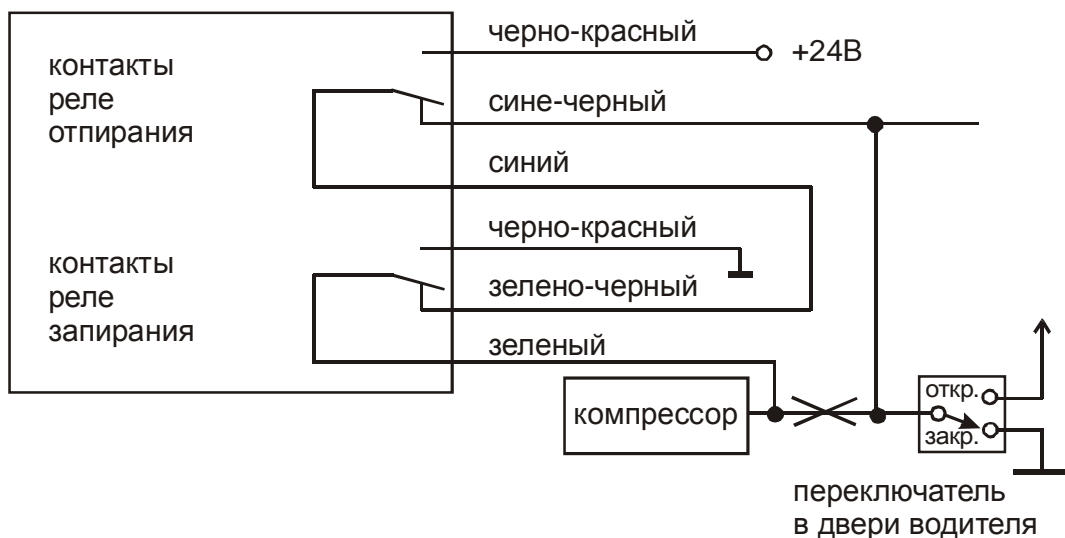 черно-красный
+24В
контакты
реле
отпирания
сине-черный
синий
черно-красный
контакты
реле
запирания
зелено-черный
зеленый
компрессор
откр.
закр.
переключатель
в двери водителя